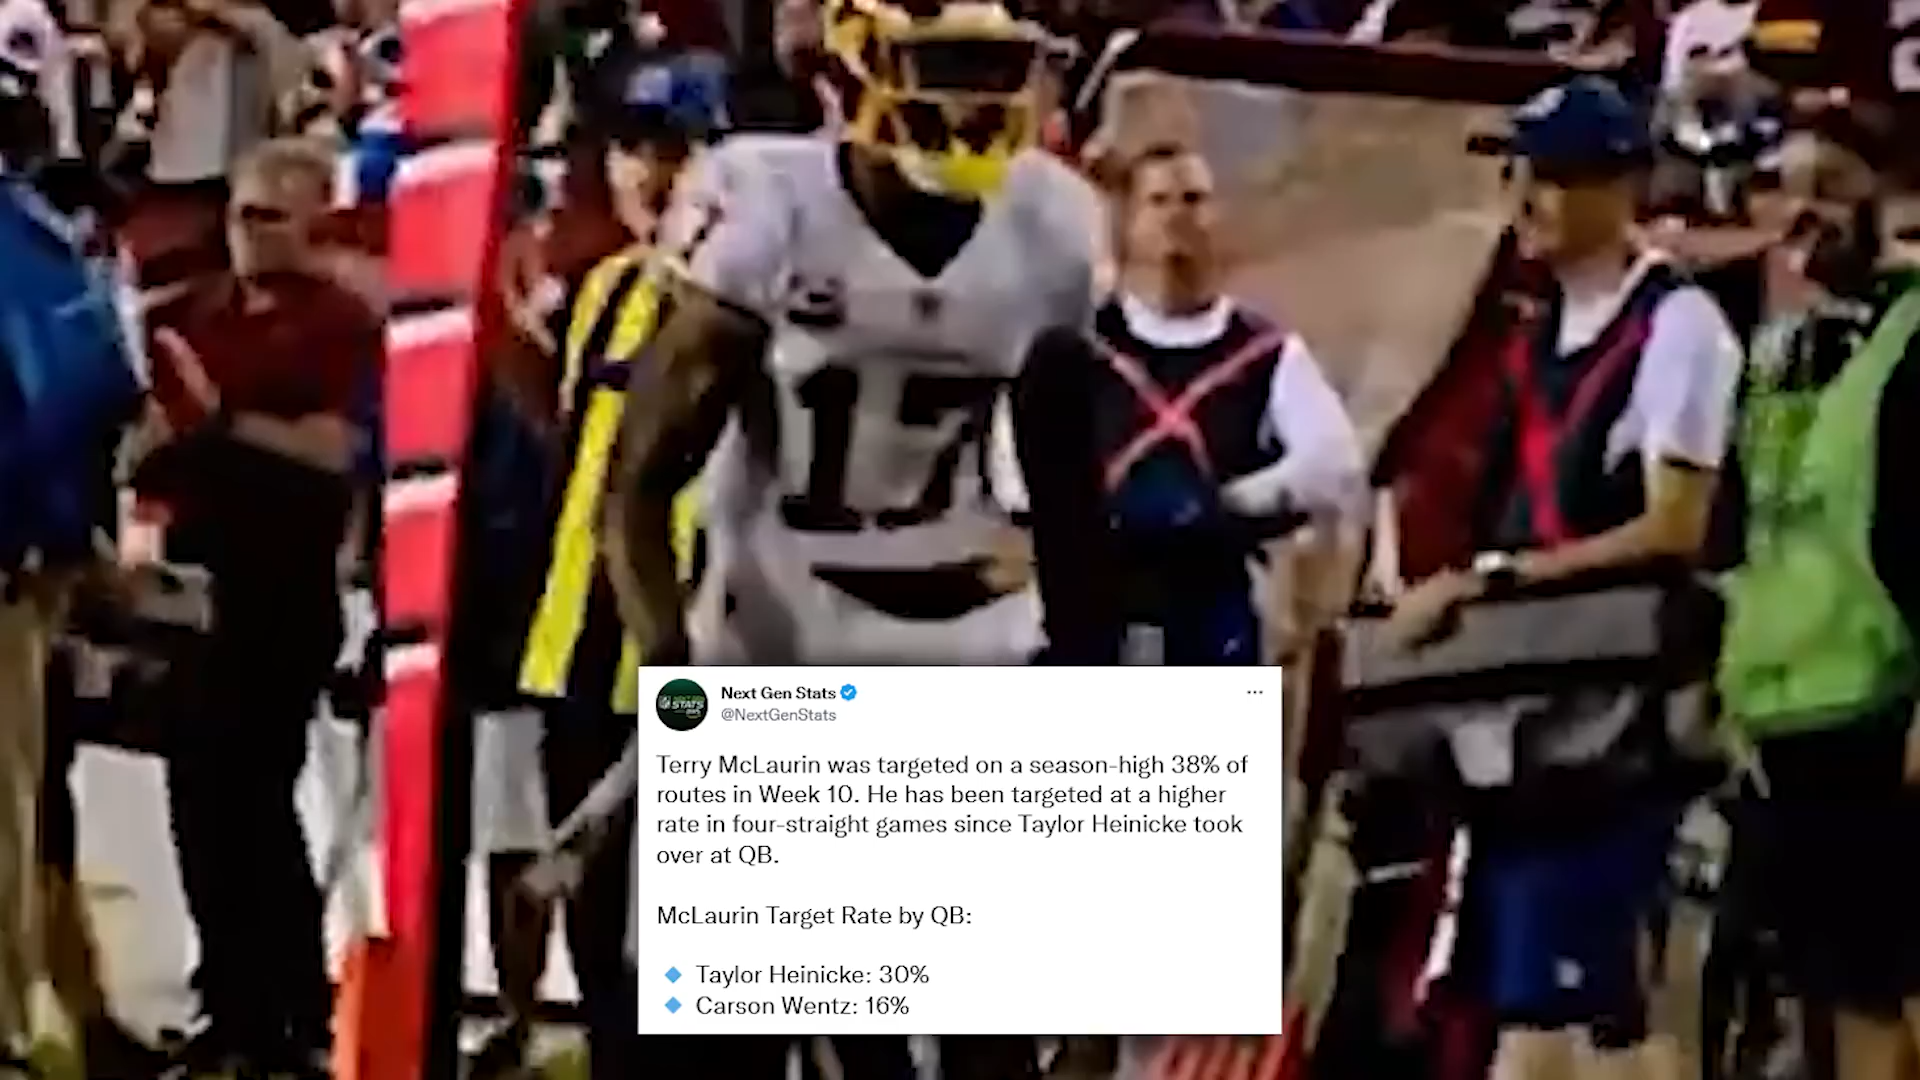 17
Next Gen Stats
@NextGenStats
STATS
Terry McLaurin was targeted on a season-high 38% of
routes in Week 10. He has been targeted at a higher
rate in four-straight games since Taylor Heinicke took
over at QB.
McLaurin Target Rate by QB:
Taylor Heinicke: 30%
Carson Wentz: 16%